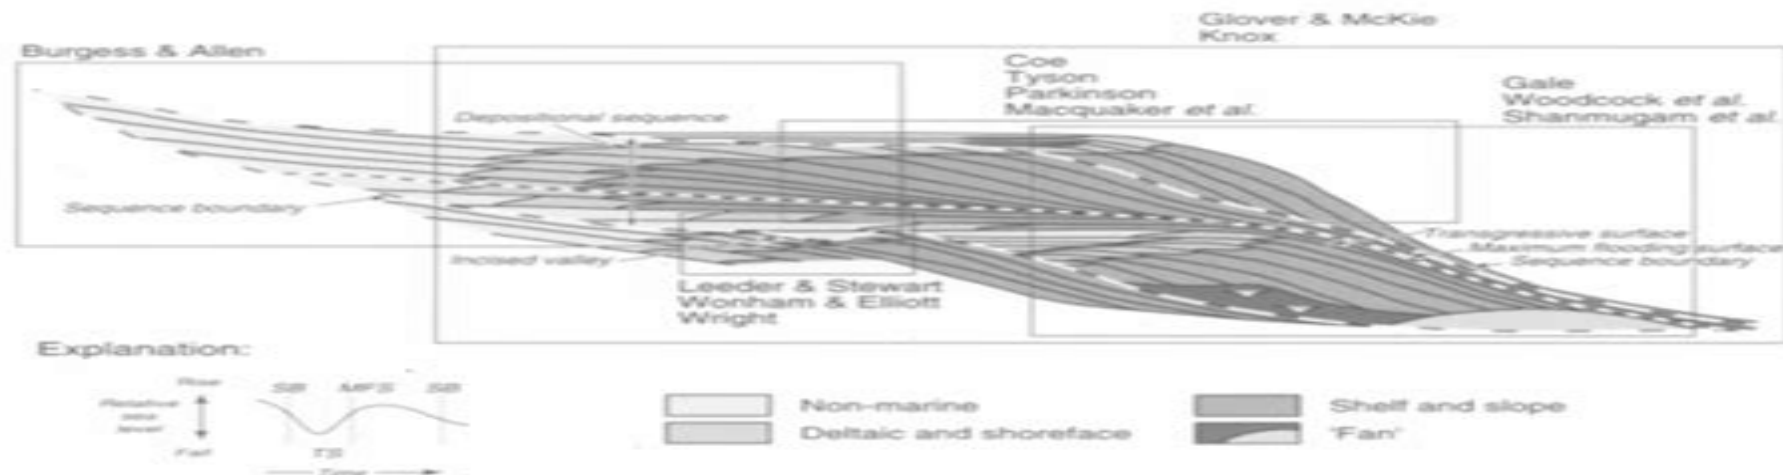 Glover & McKie
Knox
Burgess & Allen
Coe
Tyson
Parkinson
Macquaker et al.
Gale
Woodcock et al.
Shanmugam et al.
Depositional sequence
Sequence boundary
Transgressive surface
Maximum flooding surface
Sequence boundary
Incised valley
Leeder & Stewart
Wonham & Elliott
Wright
Explanation:
Rise
SB MFS SB
Relative
sea
level
Fall
TS
Time
Non-marine
Shelf and slope
Deltaic and shoreface
'Fan'